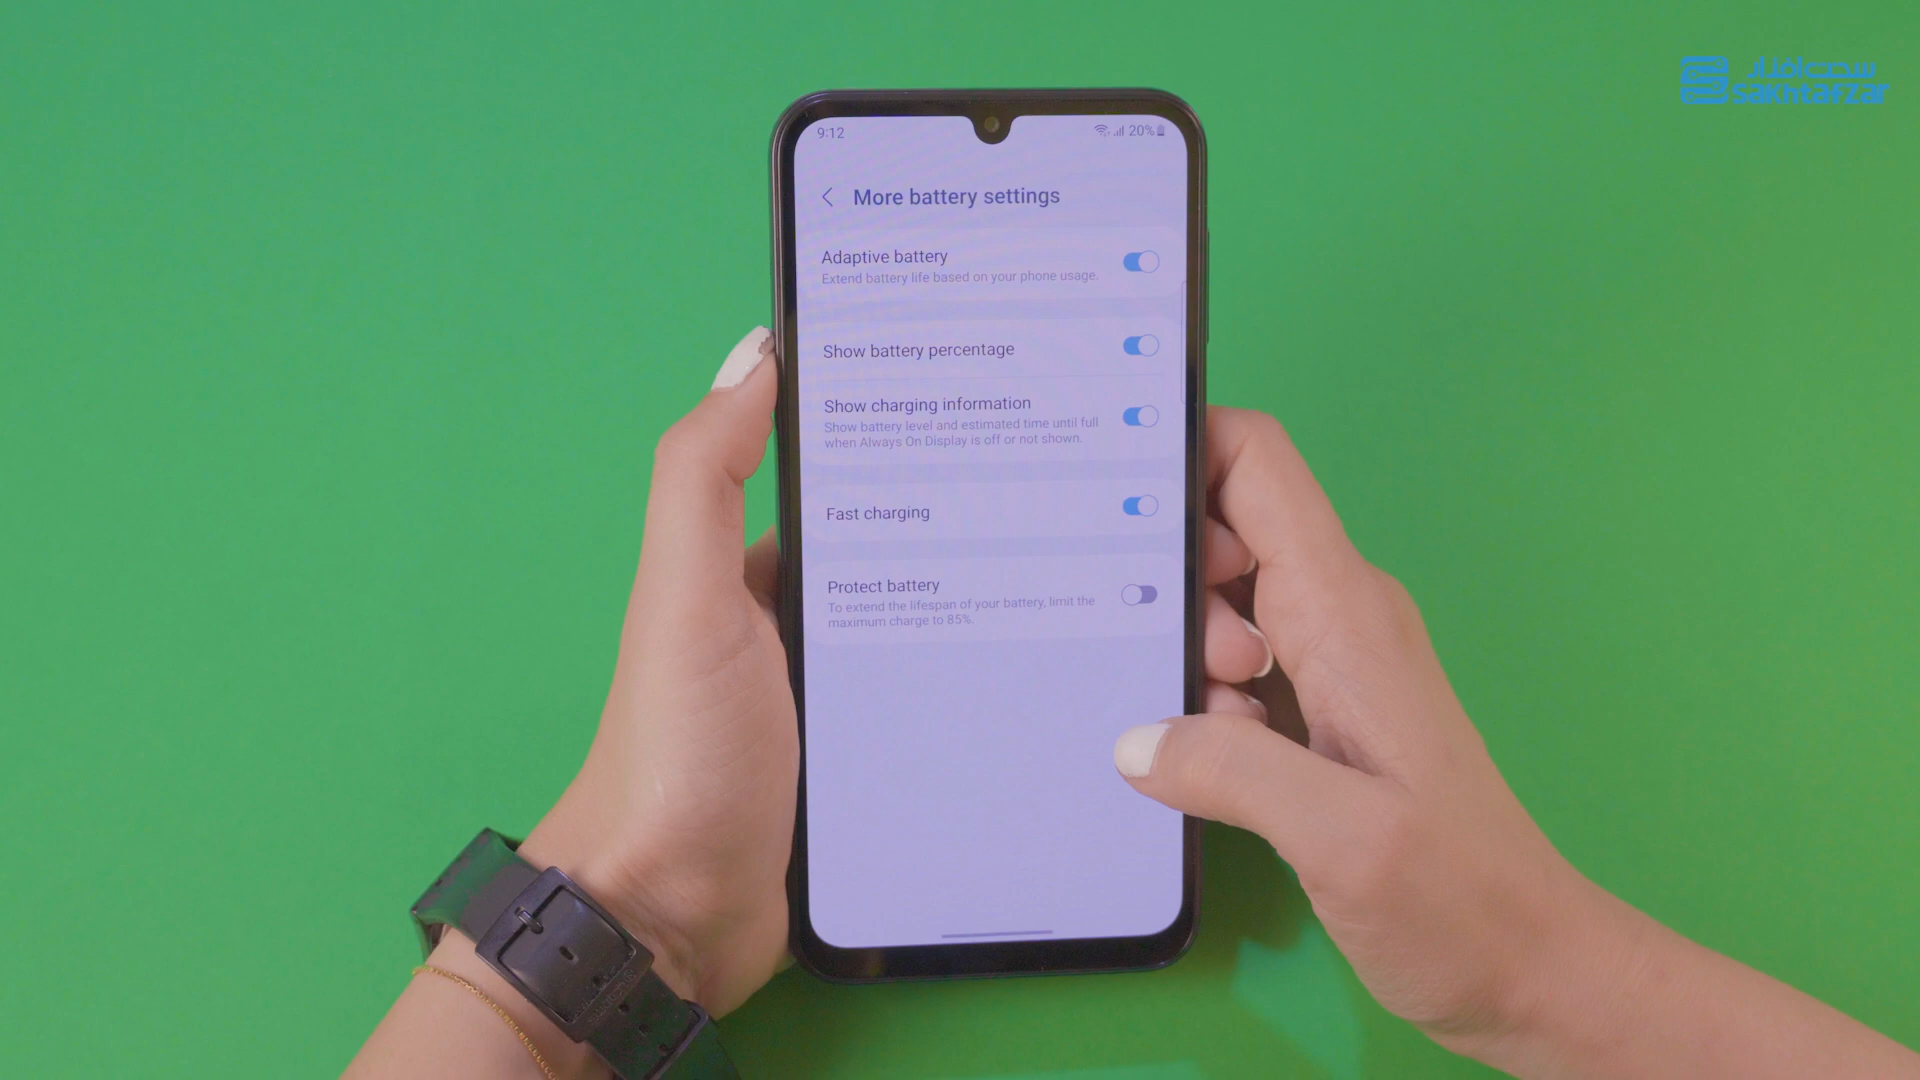 سخت‌افزار
sakhtafzar
9:12
20%
More battery settings
Adaptive battery
Extend battery life based on your phone usage.
Show battery percentage
Show charging information
Show battery level and estimated time until full
when Always On Display is off or not shown.
Fast charging
Protect battery
To extend the lifespan of your battery, limit the
maximum charge to 85%.